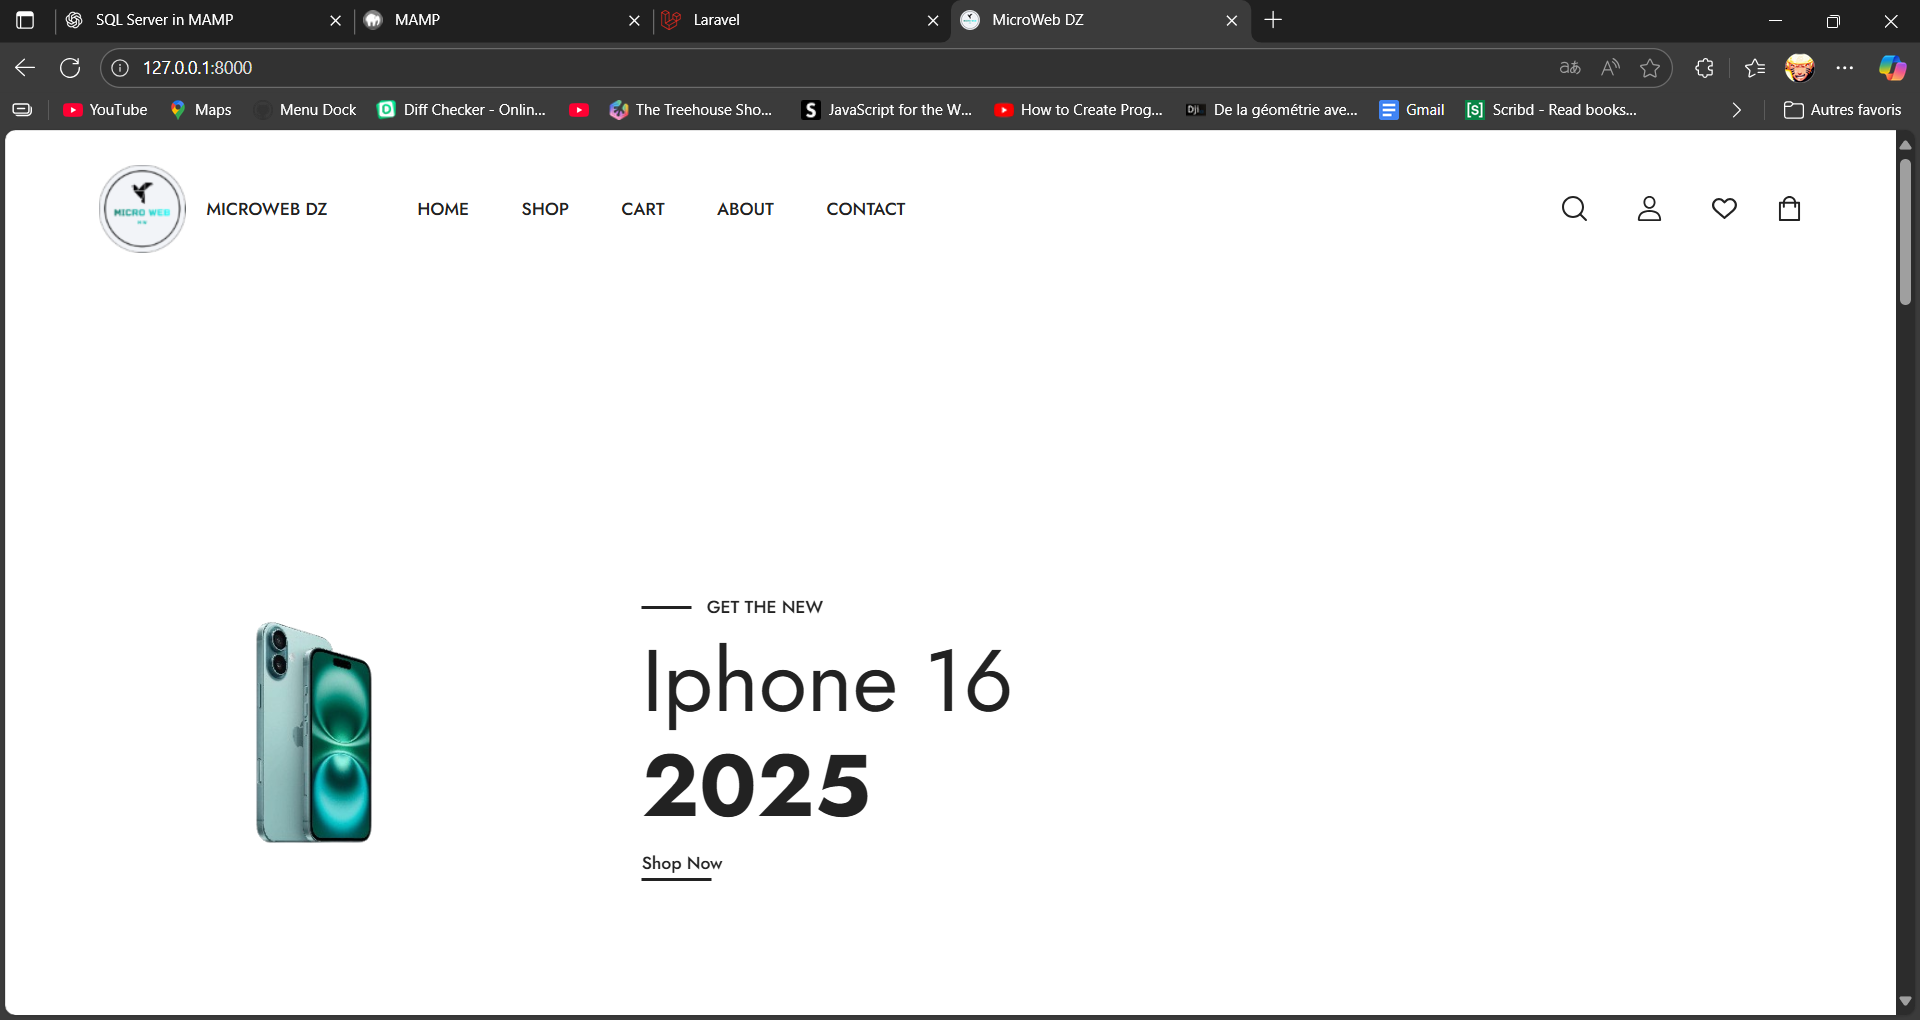 SQL Server in MAMP
MAMP
Laravel
MicroWeb DZ
127.0.0.1:8000
YouTube
Maps
Menu Dock
Diff Checker - Onlin...
The Treehouse Sho...
JavaScript for the W...
How to Create Prog...
De la géométrie ave...
Gmail
Scribd - Read books...
Autres favoris
MICRO WEB
MICROWEB DZ
HOME
SHOP
CART
ABOUT
CONTACT
GET THE NEW
Iphone 16
2025
Shop Now